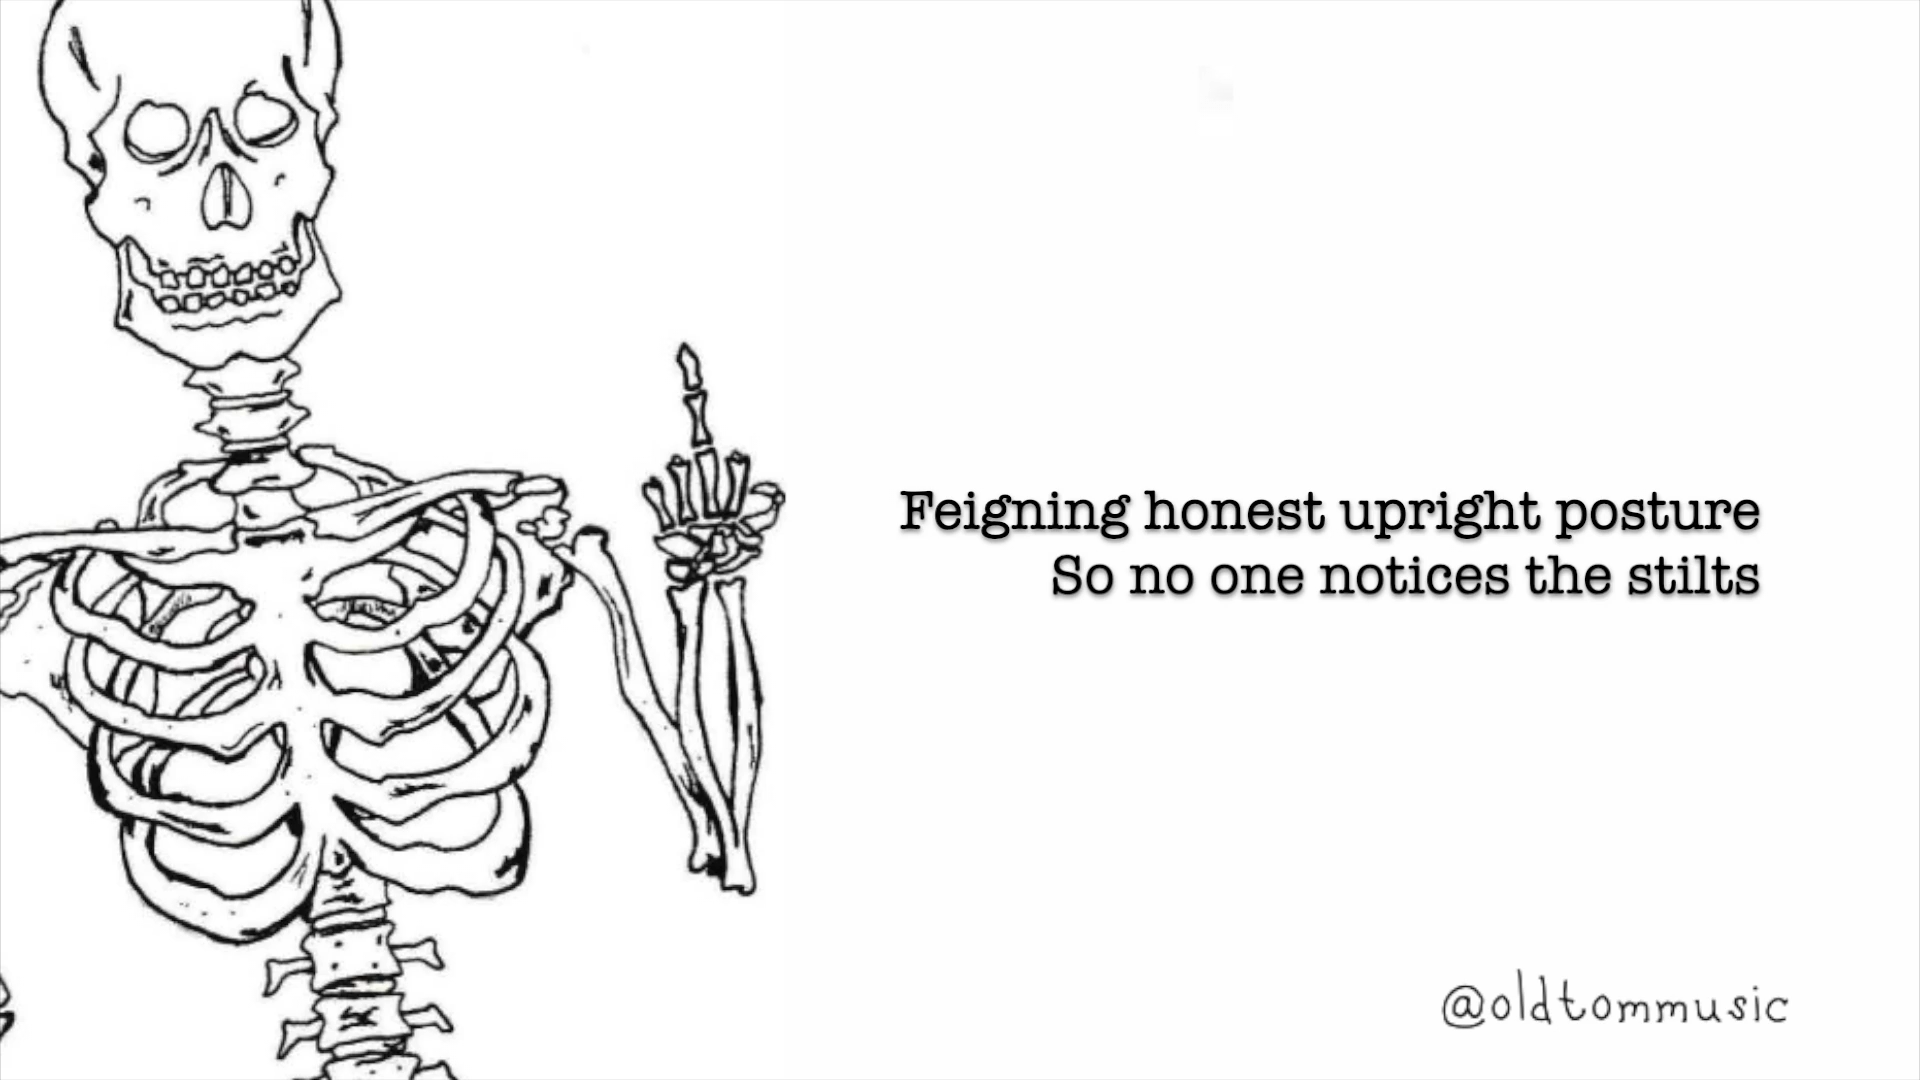 Feigning honest upright posture
So no one notices the stilts
@oldtommusic